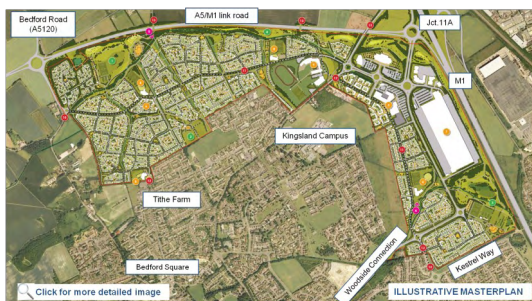 Bedford Road
(A5120)
A5/M1 link road
Jct.11A
M1
Kingsland Campus
Tithe Farm
Bedford Square
Woodside Connection
Kestrel Way
Click for more detailed image
ILLUSTRATIVE MASTERPLAN